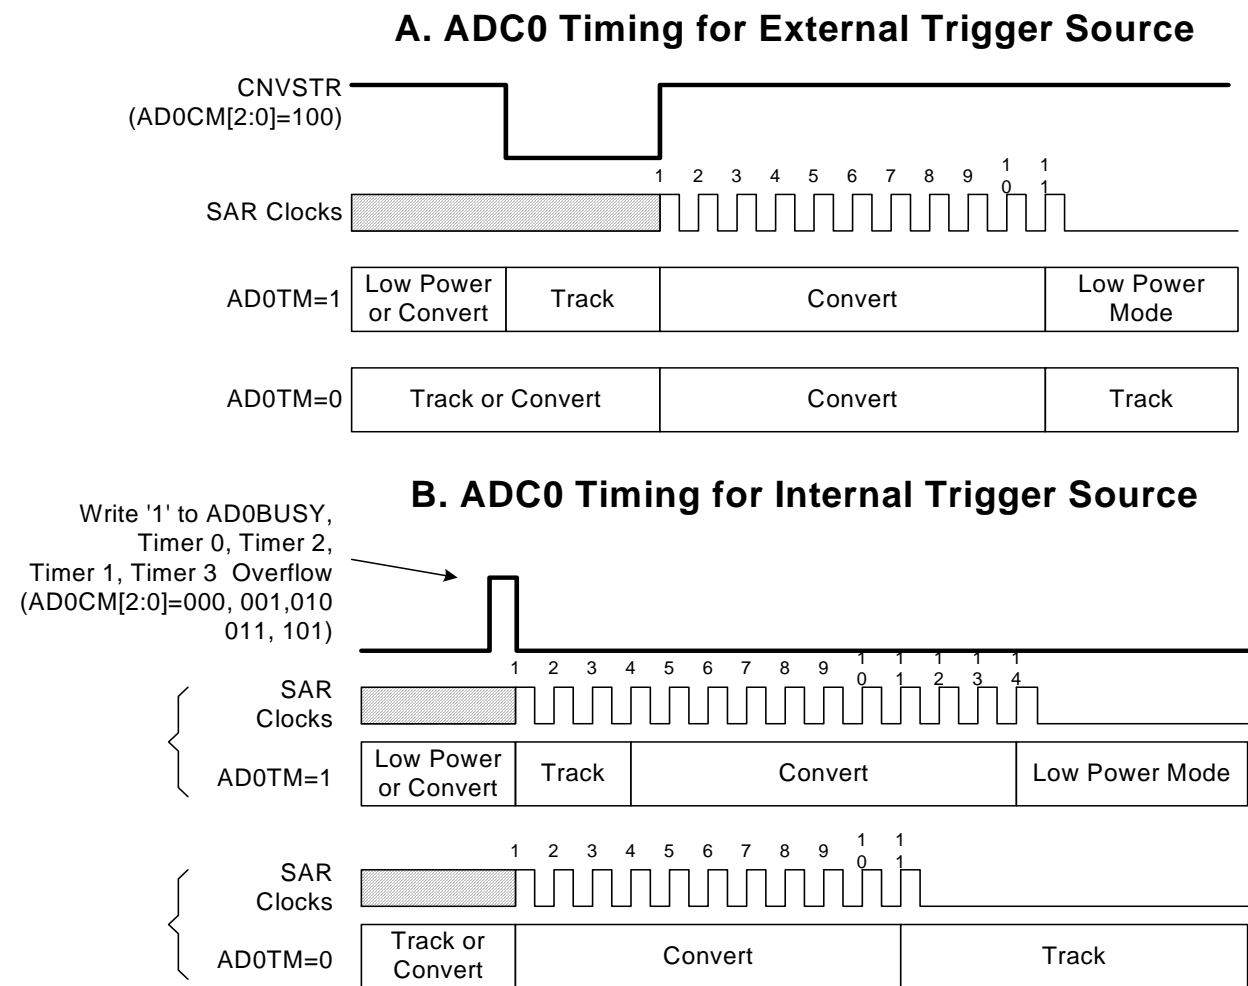 A. ADC0 Timing for External Trigger Source
CNVSTR
(AD0CM[2:0]=100)
1 2 3 4 5 6 7 8 9 10 11
SAR Clocks
AD0TM=1
Low Power
or Convert
Track
Convert
Low Power
Mode
AD0TM=0
Track or Convert
Convert
Track
B. ADC0 Timing for Internal Trigger Source
Write '1' to AD0BUSY,
Timer 0, Timer 2,
Timer 1, Timer 3 Overflow
(AD0CM[2:0]=000, 001,010
011, 101)
1 2 3 4 5 6 7 8 9 10 11 12 13 14
SAR
Clocks
AD0TM=1
Low Power
or Convert
Track
Convert
Low Power Mode
1 2 3 4 5 6 7 8 9 10 11
SAR
Clocks
AD0TM=0
Track or
Convert
Convert
Track